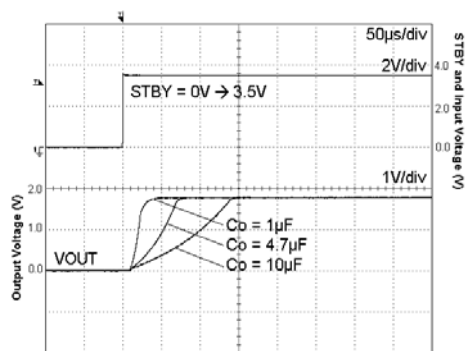 50µs/div
2V/div
4.0
STBY = 0V → 3.5V
2.0
0.0
STBY and Input Voltage (V)
1V/div
2.0
1.0
0.0
Output Voltage (V)
VOUT
Co = 1µF
Co = 4.7µF
Co = 10µF